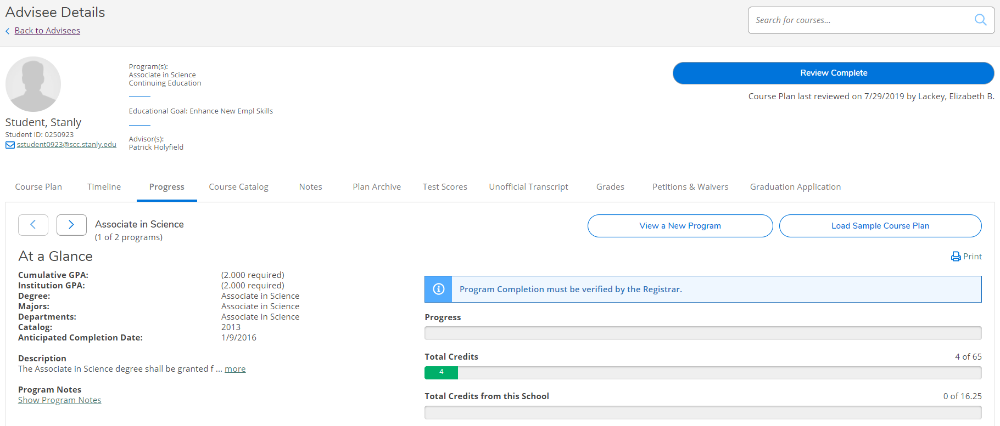 Advisee Details
Back to Advisees
Search for courses...
Program(s):
Associate in Science
Continuing Education
Educational Goal: Enhance New Empl Skills
Advisor(s):
Patrick Holyfield
Student, Stanly
Student ID: 0250923
sstudent0923@scc.stanly.edu
Review Complete
Course Plan last reviewed on 7/29/2019 by Lackey, Elizabeth B.
Course Plan Timeline Progress Course Catalog Notes Plan Archive Test Scores Unofficial Transcript Grades Petitions & Waivers Graduation Application
Associate in Science
(1 of 2 programs)
View a New Program
Load Sample Course Plan
At a Glance
Print
Cumulative GPA: (2.000 required)
Institution GPA: (2.000 required)
Degree: Associate in Science
Majors: Associate in Science
Departments: Associate in Science
Catalog: 2013
Anticipated Completion Date: 1/9/2016
Description
The Associate in Science degree shall be granted f ... more
Program Notes
Show Program Notes
Program Completion must be verified by the Registrar.
Progress
Total Credits 4 of 65
4
Total Credits from this School 0 of 16.25